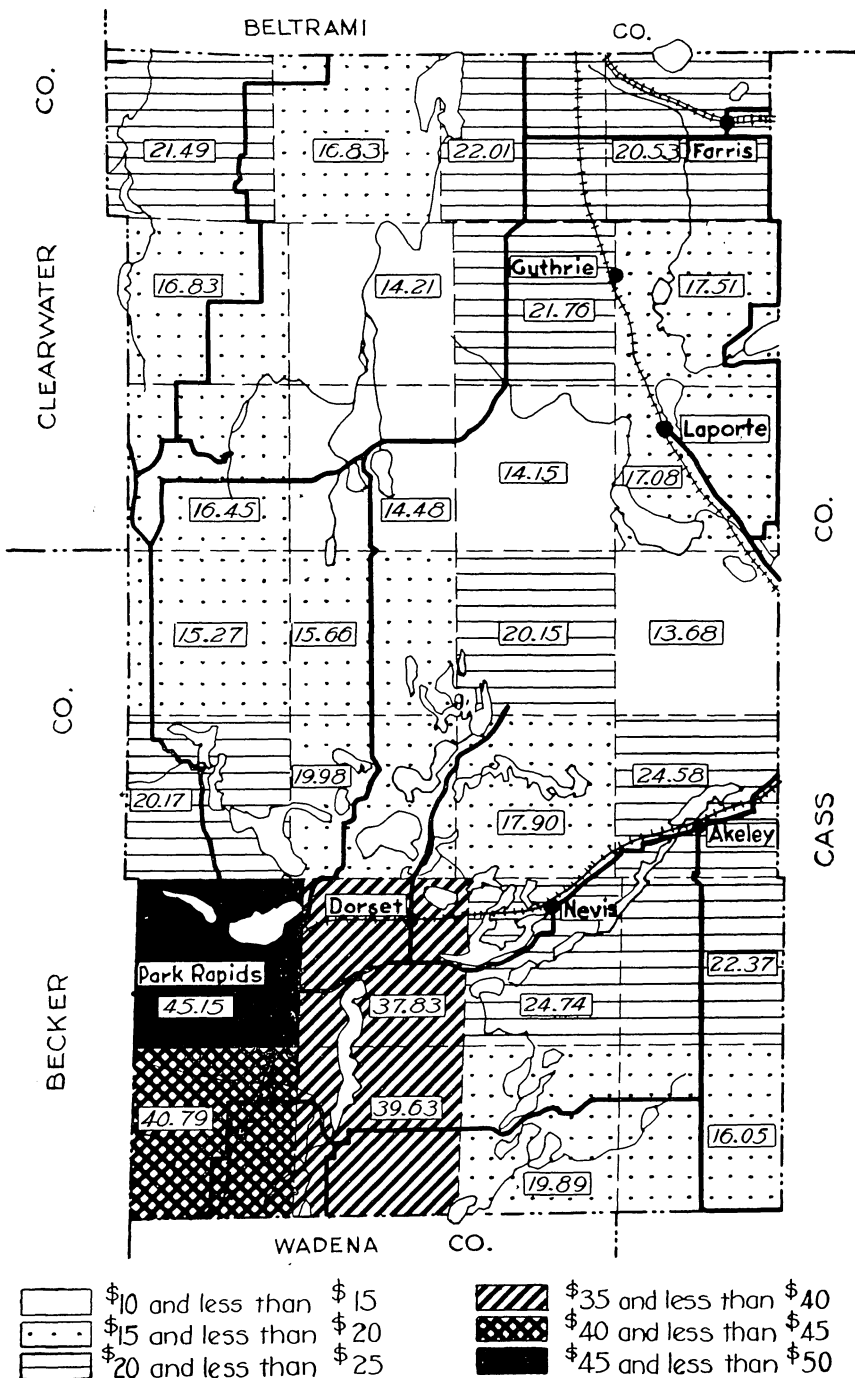 BELTRAMI CO.
CO.
21.49
16.83
22.01
20.53
Farris
CLEARWATER
16.83
14.21
Guthrie
21.76
17.51
Laporte
16.45
14.48
14.15
17.08
CO.
15.27
15.66
20.15
13.68
CO.
20.17
19.98
17.90
24.58
Akeley
CASS
Dorset
Nevis
Park Rapids
45.15
37.83
24.74
22.37
BECKER
40.79
39.63
19.89
16.05
WADENA CO.
$10 and less than $15
$15 and less than $20
$20 and less than $25
$35 and less than $40
$40 and less than $45
$45 and less than $50